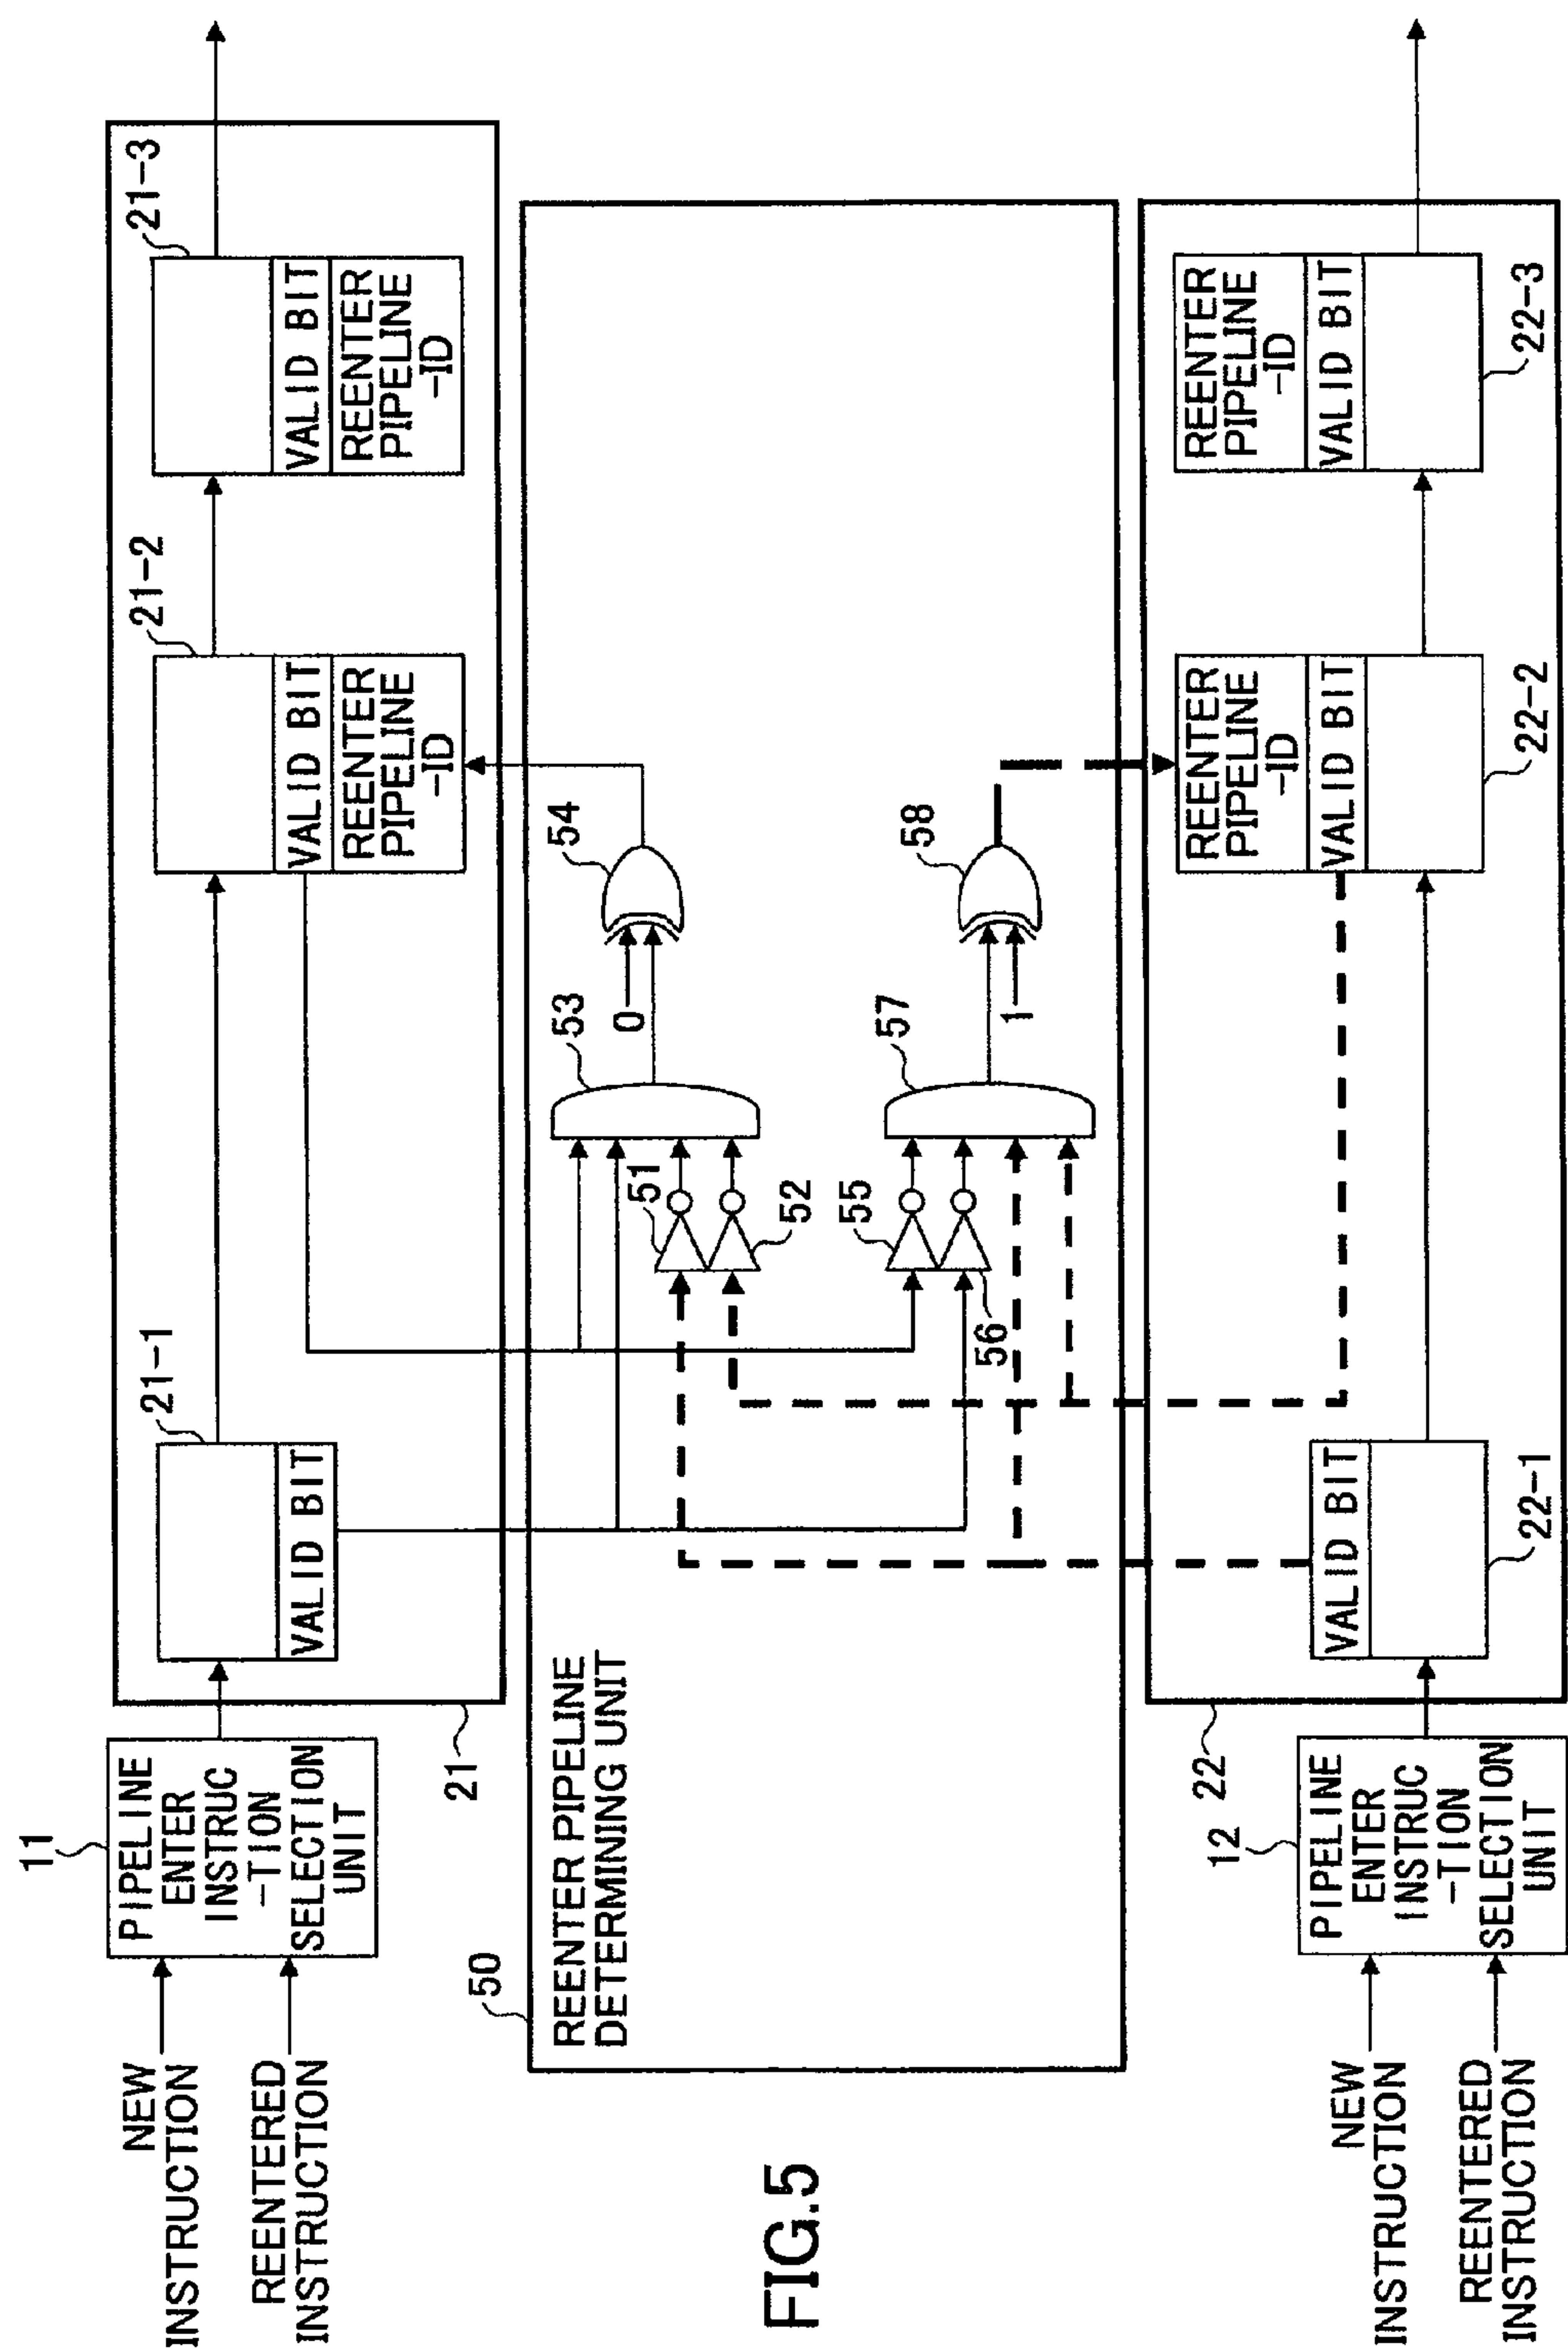 FIG.5
NEW
INSTRUCTION
REENTERED
INSTRUCTION
11
PIPELINE
ENTER
INSTRUC
-TION
SELECTION
UNIT
21
21-1
VALID BIT
21-2
VALID BIT
REENTER
PIPELINE
-ID
21-3
VALID BIT
REENTER
PIPELINE
-ID
50
REENTER PIPELINE
DETERMINING UNIT
51
52
53
0
54
55
56
57
1
58
NEW
INSTRUCTION
REENTERED
INSTRUCTION
12
PIPELINE
ENTER
INSTRUC
-TION
SELECTION
UNIT
22
VALID BIT
22-1
REENTER
PIPELINE
-ID
VALID BIT
22-2
REENTER
PIPELINE
-ID
VALID BIT
22-3